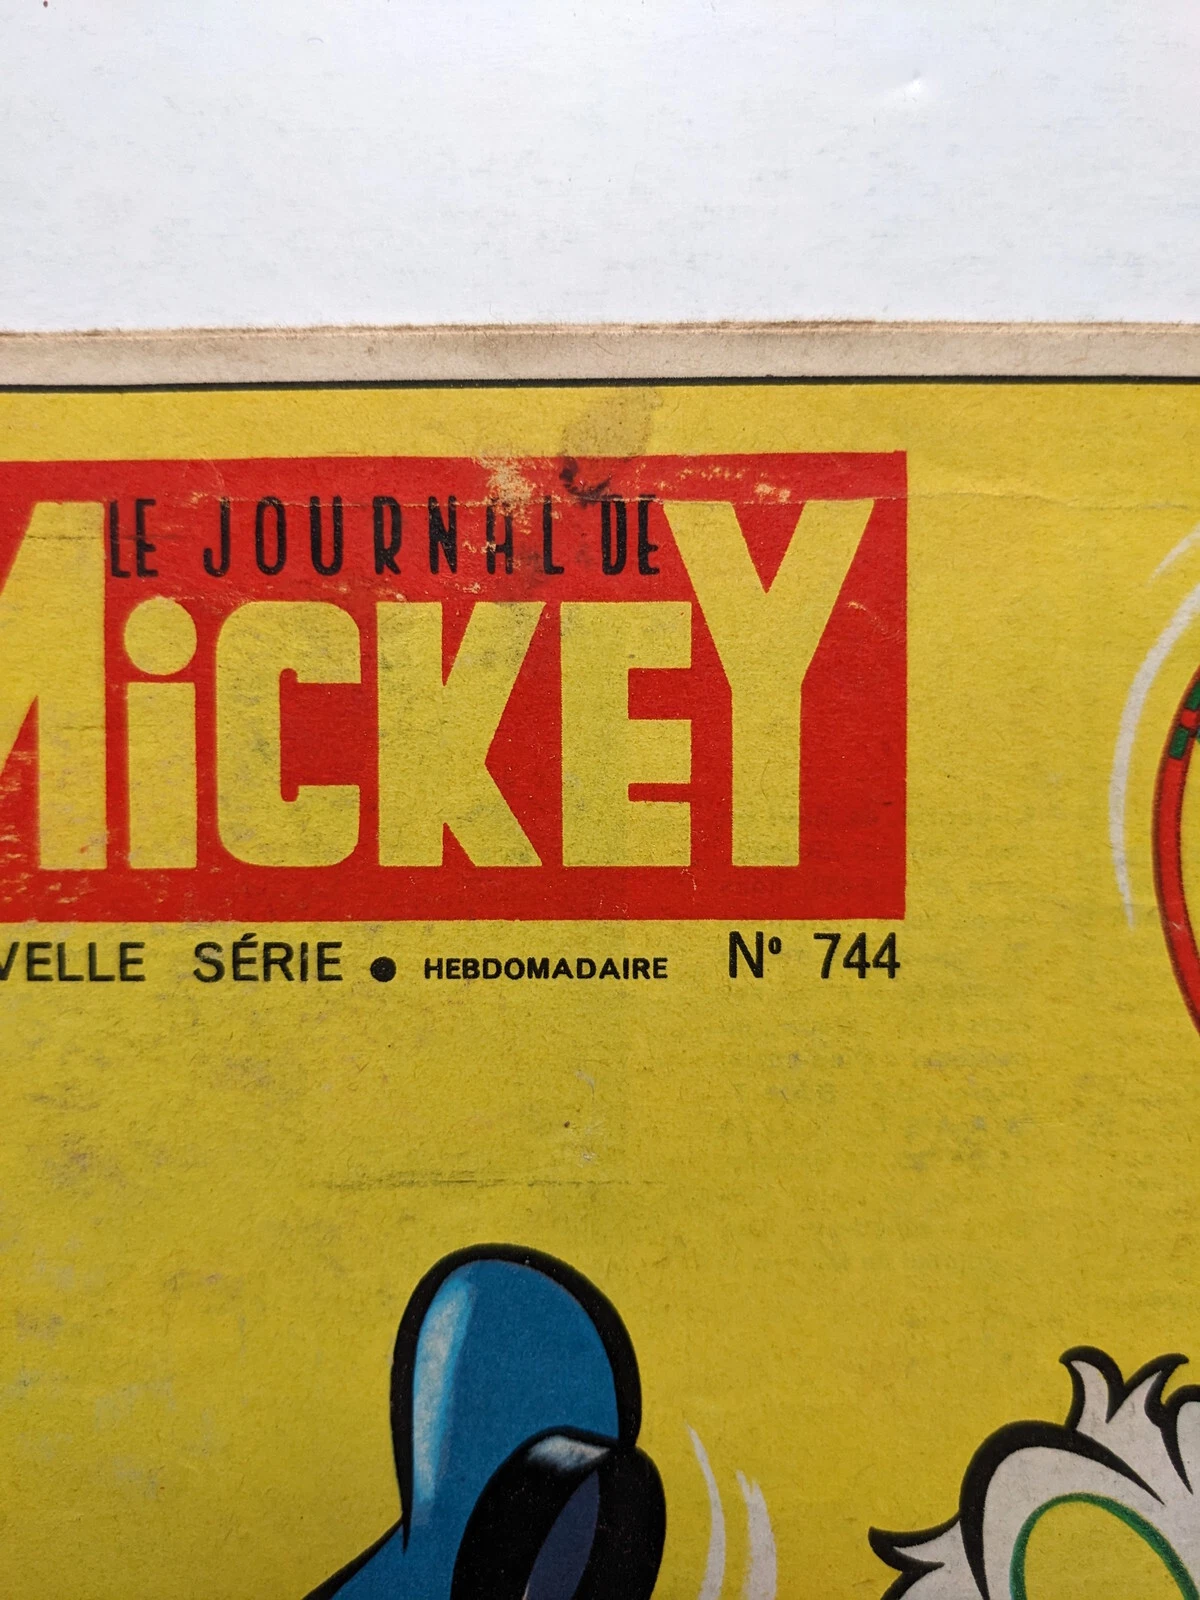 LE JOURNAL DE
MiCKEY
VELLE SÉRIE • HEBDOMADAIRE Nº 744